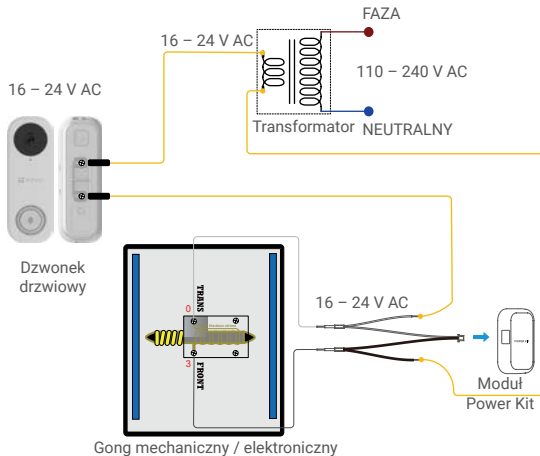 FAZA
16 – 24 V AC
110 – 240 V AC
16 – 24 V AC
Transformator
NEUTRALNY
Dzwonek
drzwiowy
0
TRANS
16 – 24 V AC
3
FRONT
Moduł
Power Kit
Gong mechaniczny / elektroniczny